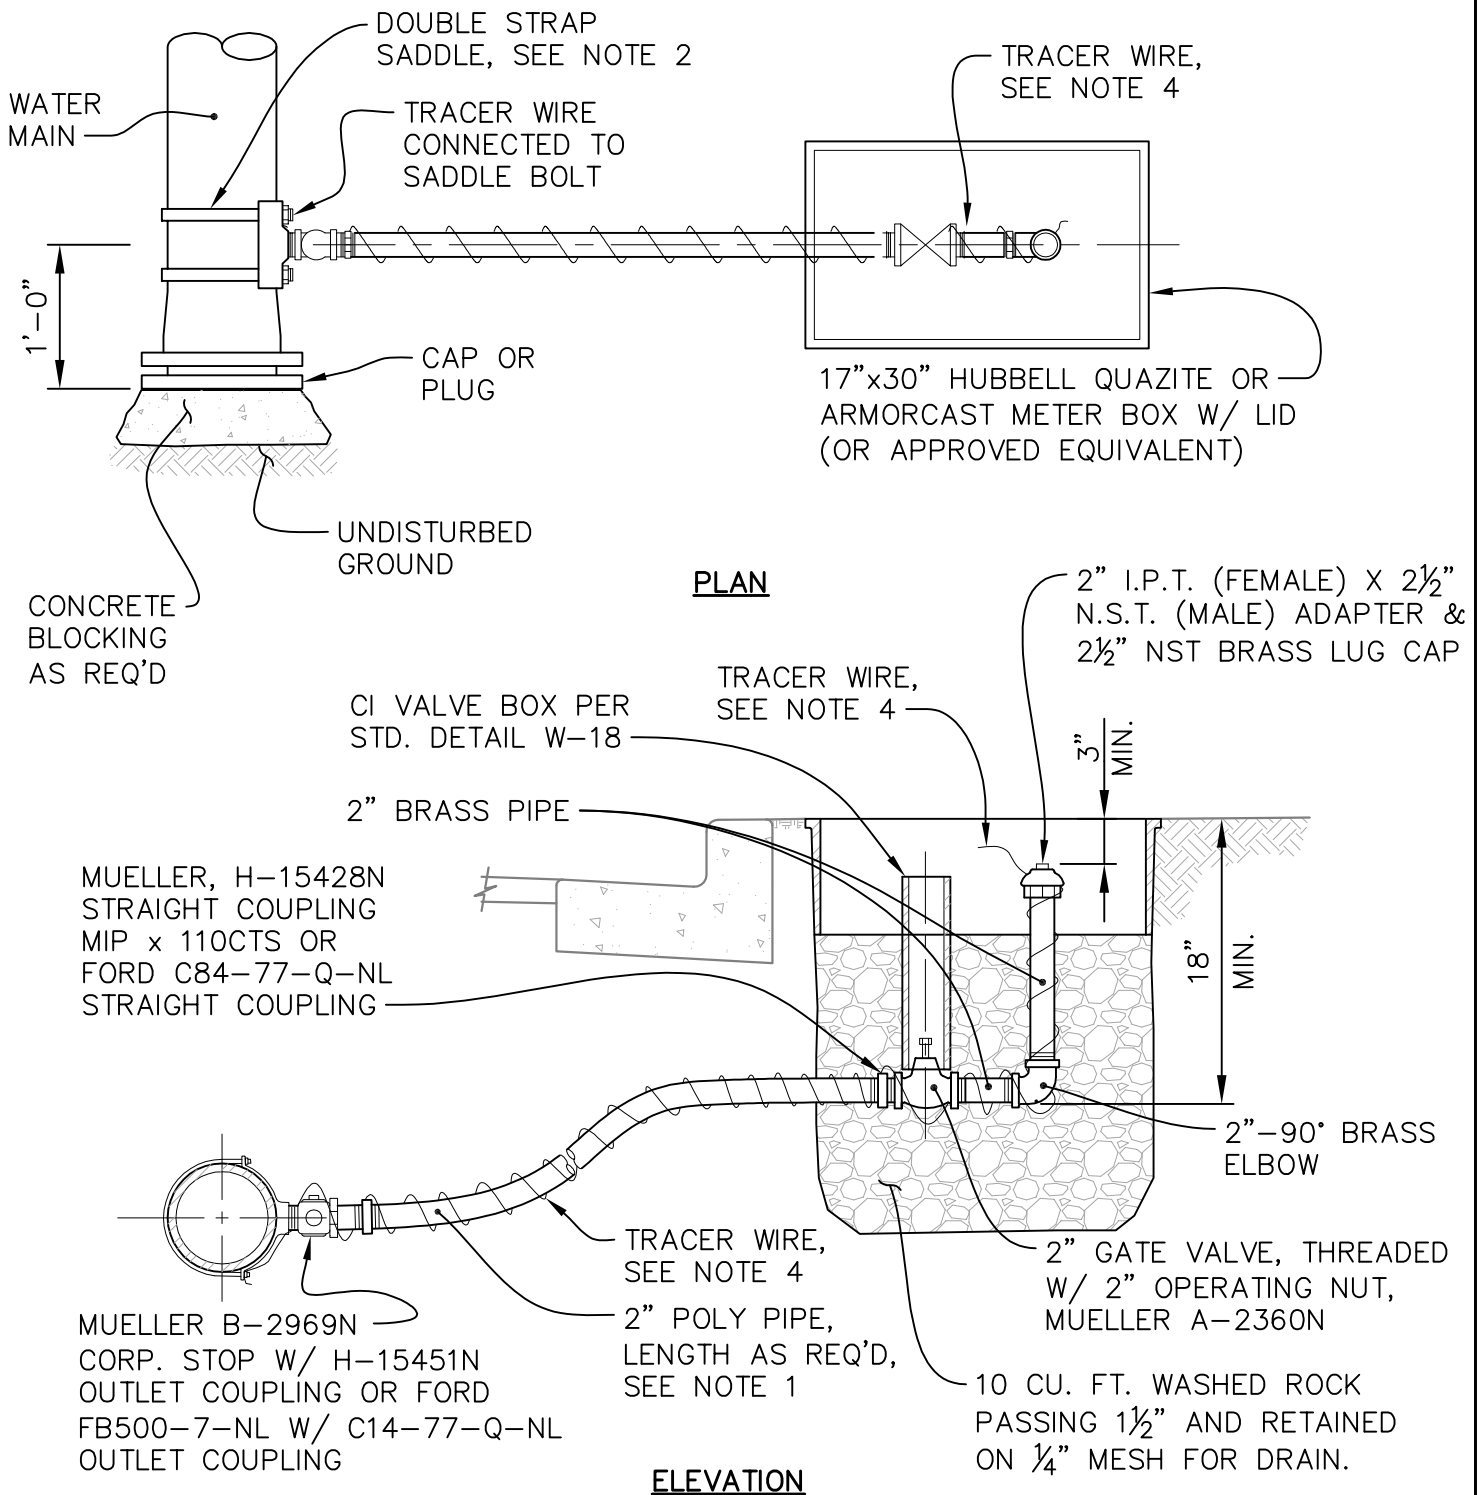 DOUBLE STRAP
SADDLE, SEE NOTE 2
TRACER WIRE,
SEE NOTE 4
WATER
MAIN
TRACER WIRE
CONNECTED TO
SADDLE BOLT
1'-0"
CAP OR
PLUG
17"x30" HUBBELL QUAZITE OR
ARMORCAST METER BOX W/ LID
(OR APPROVED EQUIVALENT)
UNDISTURBED
GROUND
CONCRETE
BLOCKING
AS REQ'D
PLAN
2" I.P.T. (FEMALE) X 2½"
N.S.T. (MALE) ADAPTER &
2½" NST BRASS LUG CAP
TRACER WIRE,
SEE NOTE 4
CI VALVE BOX PER
STD. DETAIL W-18
3"
MIN.
2" BRASS PIPE
MUELLER, H-15428N
STRAIGHT COUPLING
MIP x 110CTS OR
FORD C84-77-Q-NL
STRAIGHT COUPLING
18"
MIN.
2"-90° BRASS
ELBOW
TRACER WIRE,
SEE NOTE 4
2" GATE VALVE, THREADED
W/ 2" OPERATING NUT,
MUELLER A-2360N
2" POLY PIPE,
LENGTH AS REQ'D,
SEE NOTE 1
MUELLER B-2969N
CORP. STOP W/ H-15451N
OUTLET COUPLING OR FORD
FB500-7-NL W/ C14-77-Q-NL
OUTLET COUPLING
10 CU. FT. WASHED ROCK
PASSING 1½" AND RETAINED
ON ¼" MESH FOR DRAIN.
ELEVATION